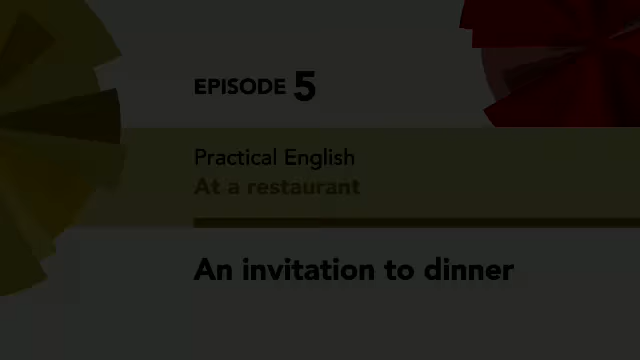 EPISODE 5
Practical English
At a restaurant
An invitation to dinner